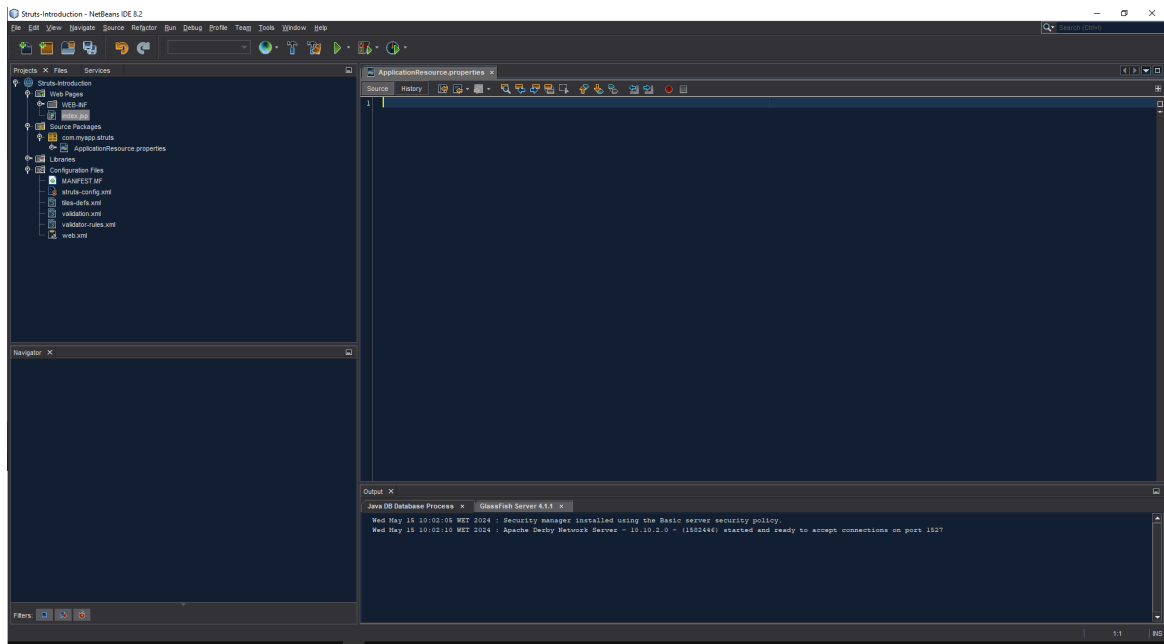 Struts-Introduction - NetBeans IDE 8.2
File Edit View Navigate Source Refactor Run Debug Profile Team Tools Window Help
Search (Ctrl+I)
Projects Files Services
Struts-Introduction
Web Pages
WEB-INF
index.jsp
Source Packages
com.myapp.struts
ApplicationResource.properties
Libraries
Configuration Files
MANIFEST.MF
struts-config.xml
tiles-defs.xml
validation.xml
validator-rules.xml
web.xml
Navigator
Filters:
ApplicationResource.properties
Source History
1
Output
Java DB Database Process GlassFish Server 4.1.1
Wed May 15 10:02:05 WET 2024 : Security manager installed using the Basic server security policy.
Wed May 15 10:02:10 WET 2024 : Apache Derby Network Server - 10.10.2.0 - (1582446) started and ready to accept connections on port 1527
1:1 INS